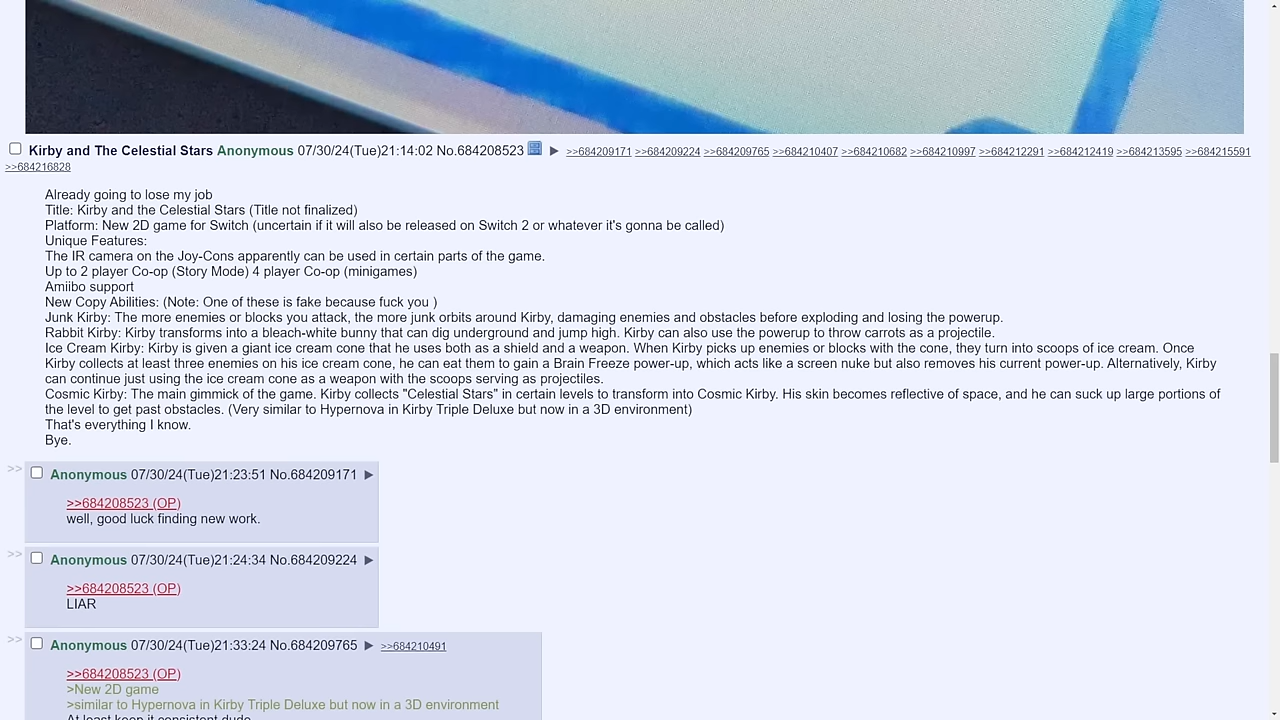 Kirby and The Celestial Stars Anonymous 07/30/24(Tue)21:14:02 No.684208523 ▶ >>684209171 >>684209224 >>684209765 >>684210407 >>684210682 >>684210997 >>684212291 >>684212419 >>684213595 >>684215591
>>684216828
Already going to lose my job
Title: Kirby and the Celestial Stars (Title not finalized)
Platform: New 2D game for Switch (uncertain if it will also be released on Switch 2 or whatever it's gonna be called)
Unique Features:
The IR camera on the Joy-Cons apparently can be used in certain parts of the game.
Up to 2 player Co-op (Story Mode) 4 player Co-op (minigames)
Amiibo support
New Copy Abilities: (Note: One of these is fake because fuck you )
Junk Kirby: The more enemies or blocks you attack, the more junk orbits around Kirby, damaging enemies and obstacles before exploding and losing the powerup.
Rabbit Kirby: Kirby transforms into a bleach-white bunny that can dig underground and jump high. Kirby can also use the powerup to throw carrots as a projectile.
Ice Cream Kirby: Kirby is given a giant ice cream cone that he uses both as a shield and a weapon. When Kirby picks up enemies or blocks with the cone, they turn into scoops of ice cream. Once
Kirby collects at least three enemies on his ice cream cone, he can eat them to gain a Brain Freeze power-up, which acts like a screen nuke but also removes his current power-up. Alternatively, Kirby
can continue just using the ice cream cone as a weapon with the scoops serving as projectiles.
Cosmic Kirby: The main gimmick of the game. Kirby collects "Celestial Stars" in certain levels to transform into Cosmic Kirby. His skin becomes reflective of space, and he can suck up large portions of
the level to get past obstacles. (Very similar to Hypernova in Kirby Triple Deluxe but now in a 3D environment)
That's everything I know.
Bye.
>> Anonymous 07/30/24(Tue)21:23:51 No.684209171 ▶
>>684208523 (OP)
well, good luck finding new work.
>> Anonymous 07/30/24(Tue)21:24:34 No.684209224 ▶
>>684208523 (OP)
LIAR
>> Anonymous 07/30/24(Tue)21:33:24 No.684209765 ▶ >>684210491
>>684208523 (OP)
>New 2D game
>similar to Hypernova in Kirby Triple Deluxe but now in a 3D environment
At least keep it consistent dude